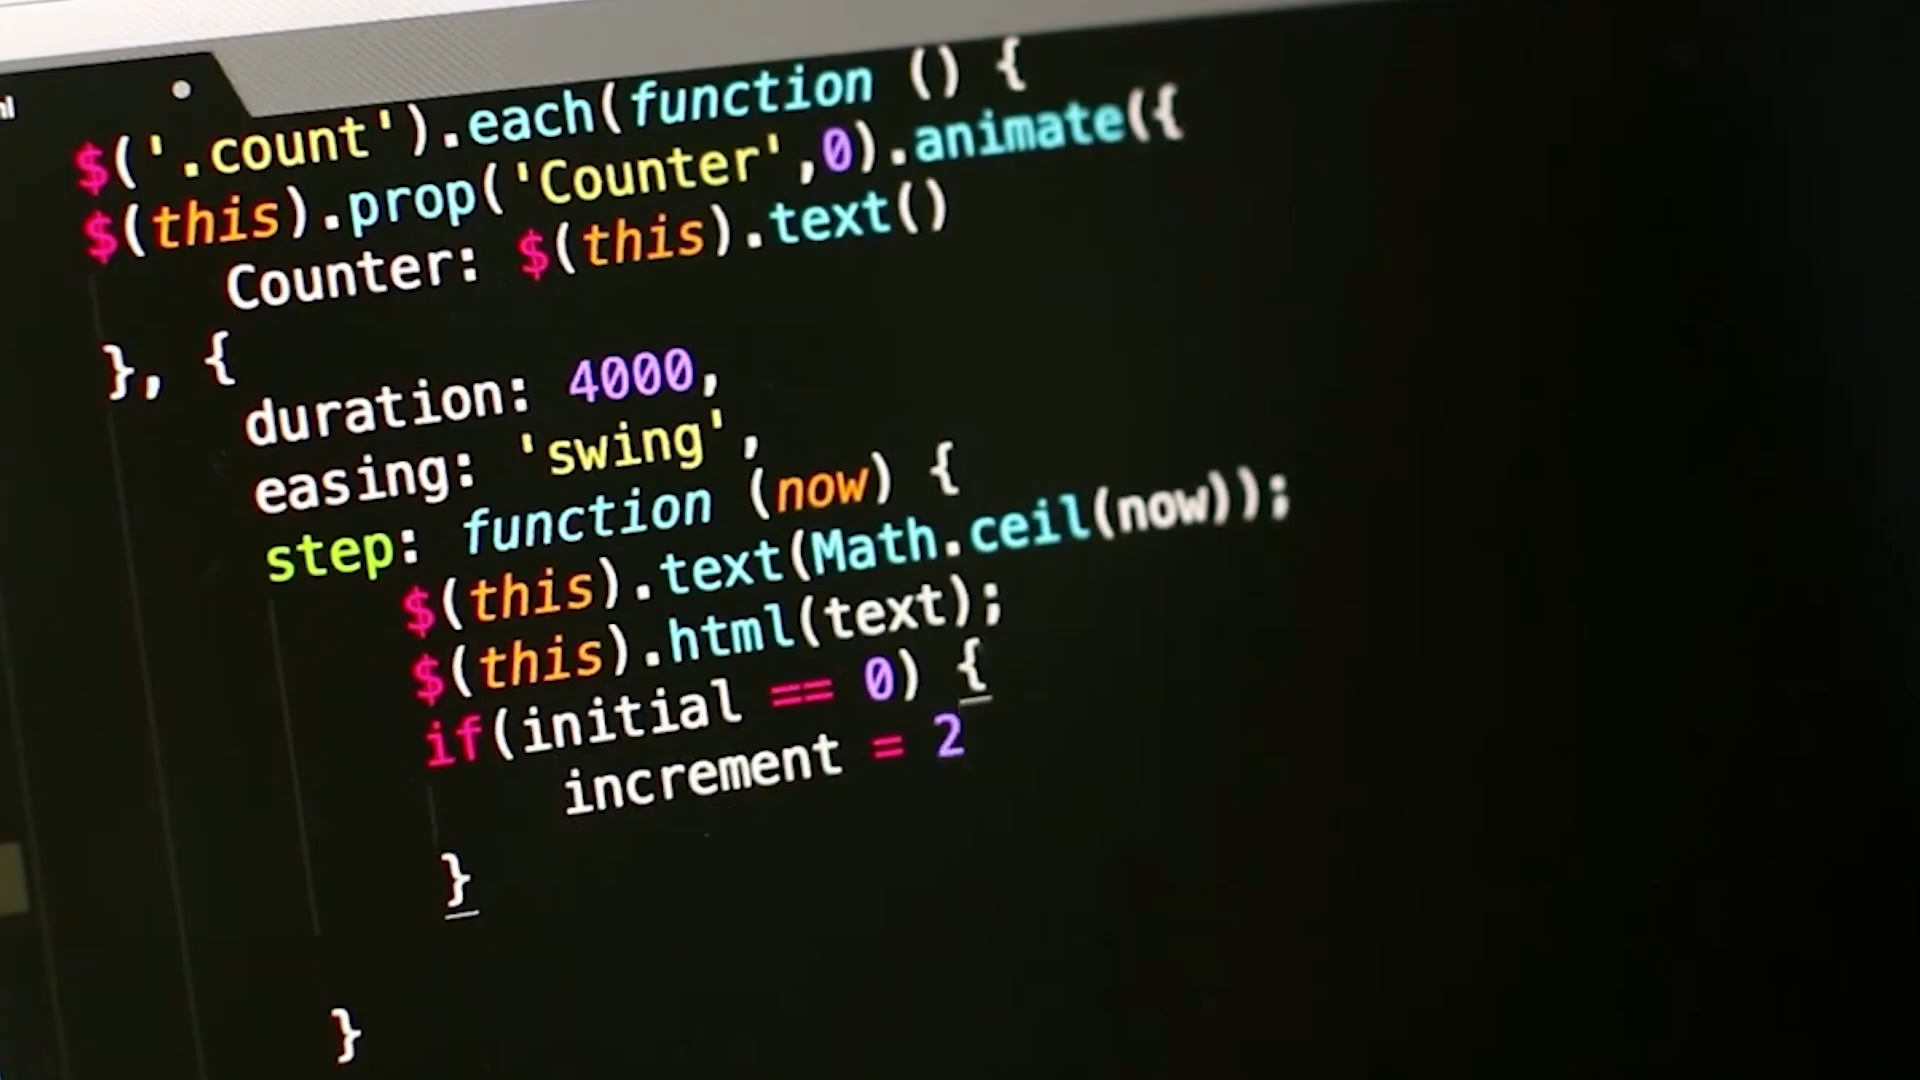 $('.count').each(function () {
$(this).prop('Counter',0).animate({
Counter: $(this).text()
}, {
duration: 4000,
easing: 'swing',
step: function (now) {
$(this).text(Math.ceil(now));
$(this).html(text);
if(initial == 0) {
increment = 2
}
}